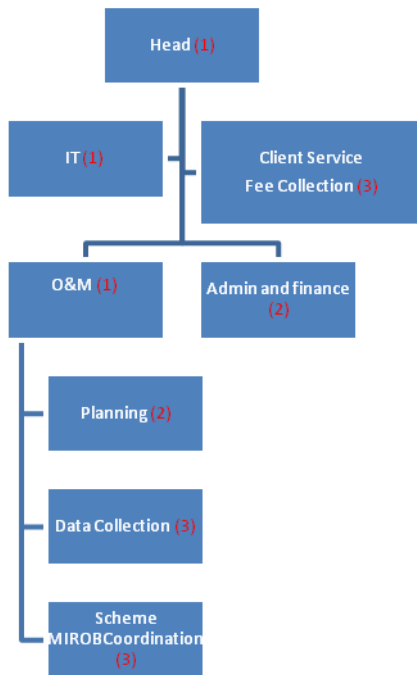 Head (1)
IT (1)
Client Service
Fee Collection (3)
O&M (1)
Admin and finance
(2)
Planning (2)
Data Collection (3)
Scheme
MIROBCoordination
(3)